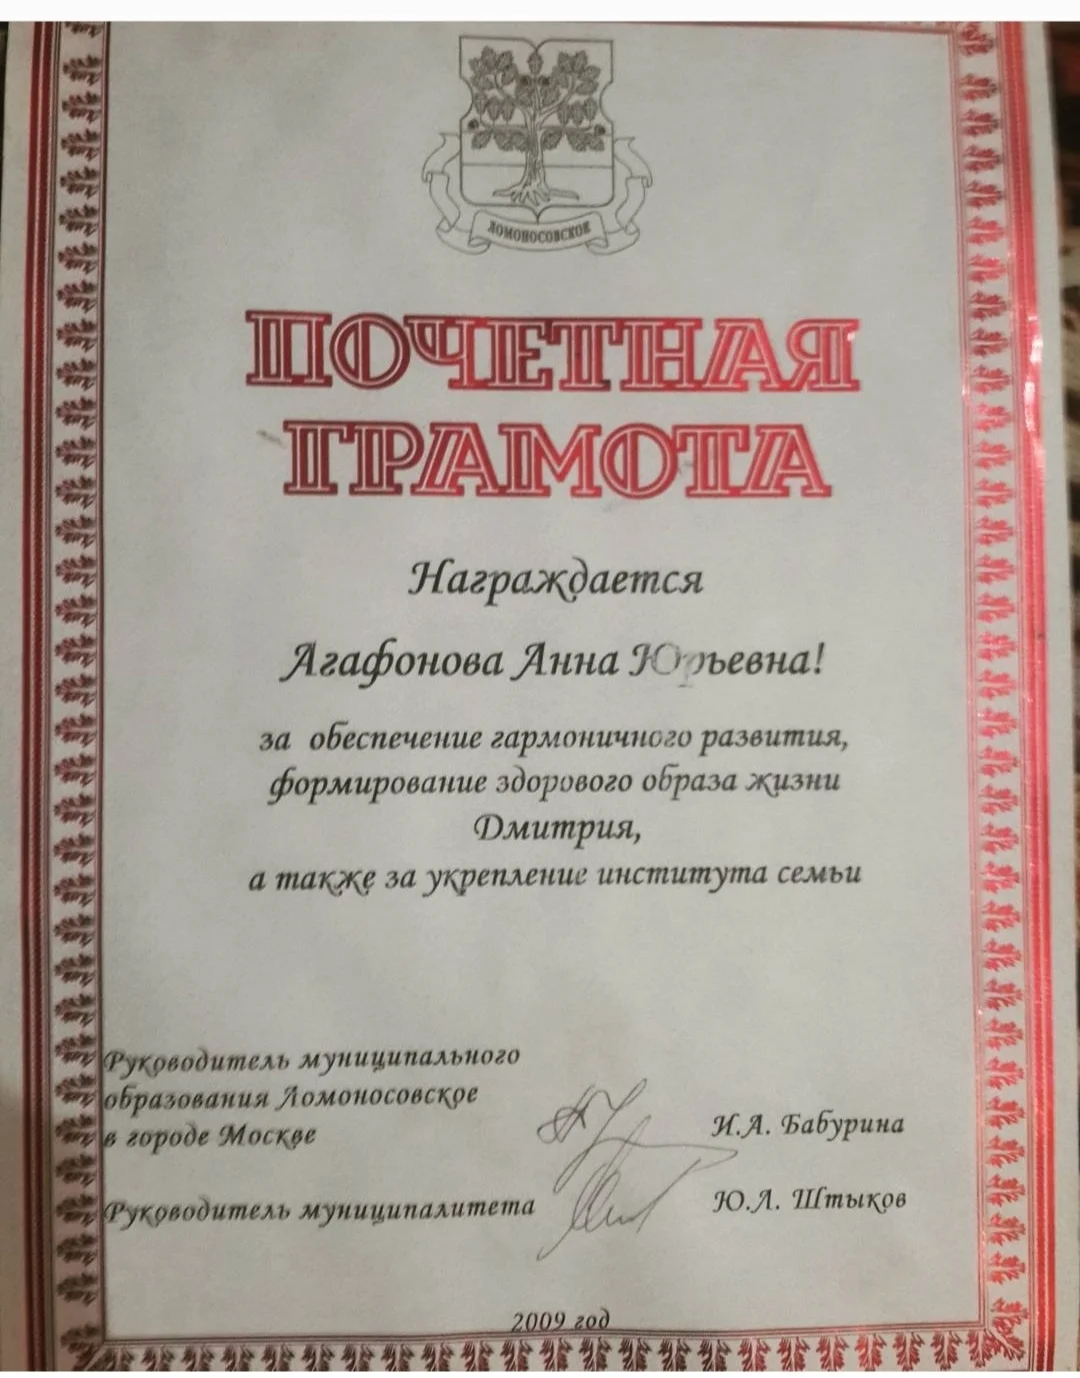 ЛОМОНОСОВСКОЕ
ПОЧЕТНАЯ
ГРАМОТА
Награждается
Агафонова Анна Юрьевна!
за обеспечение гармоничного развития,
формирование здорового образа жизни
Дмитрия,
а также за укрепление института семьи
Руководитель муниципального
образования Ломоносовское
в городе Москве
И.А. Бабурина
Руководитель муниципалитета
Ю.Л. Штыков
2009 год